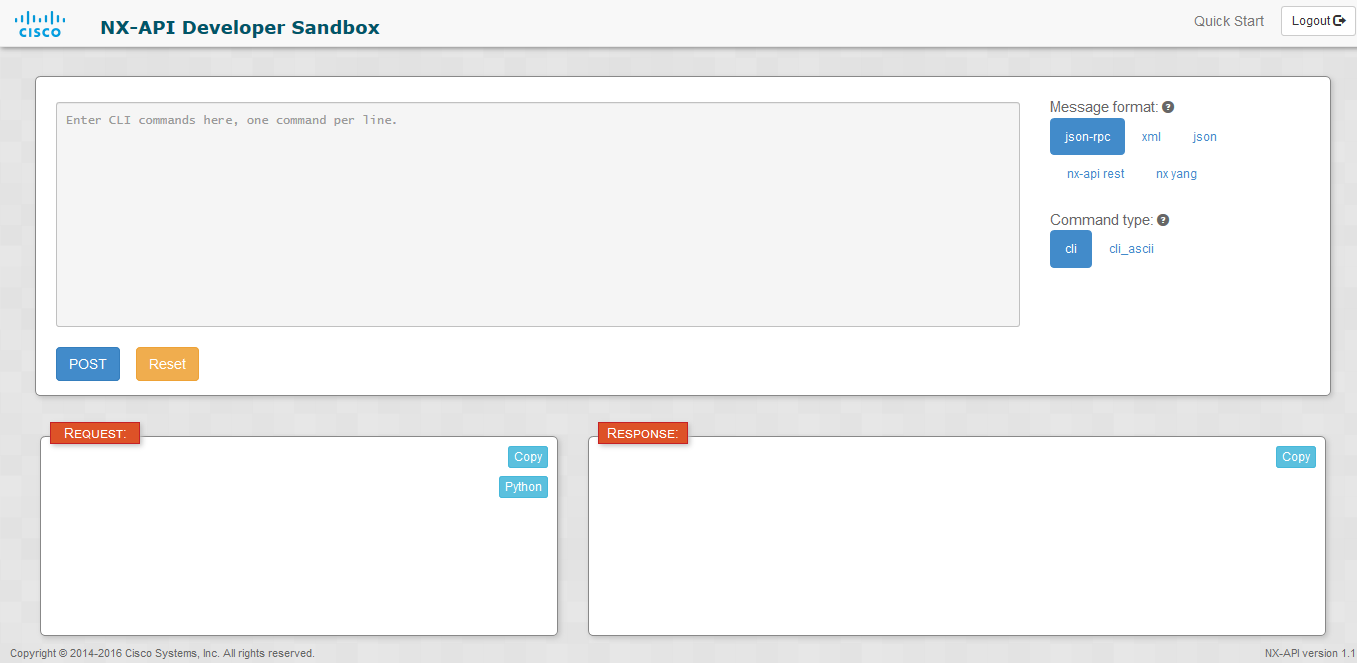 CISCO
NX-API Developer Sandbox
Quick Start
Logout
Enter CLI commands here, one command per line.
Message format:
json-rpc xml json
nx-api rest nx yang
Command type:
cli cli_ascii
POST Reset
REQUEST:
Copy
Python
RESPONSE:
Copy
Copyright © 2014-2016 Cisco Systems, Inc. All rights reserved.
NX-API version 1.1